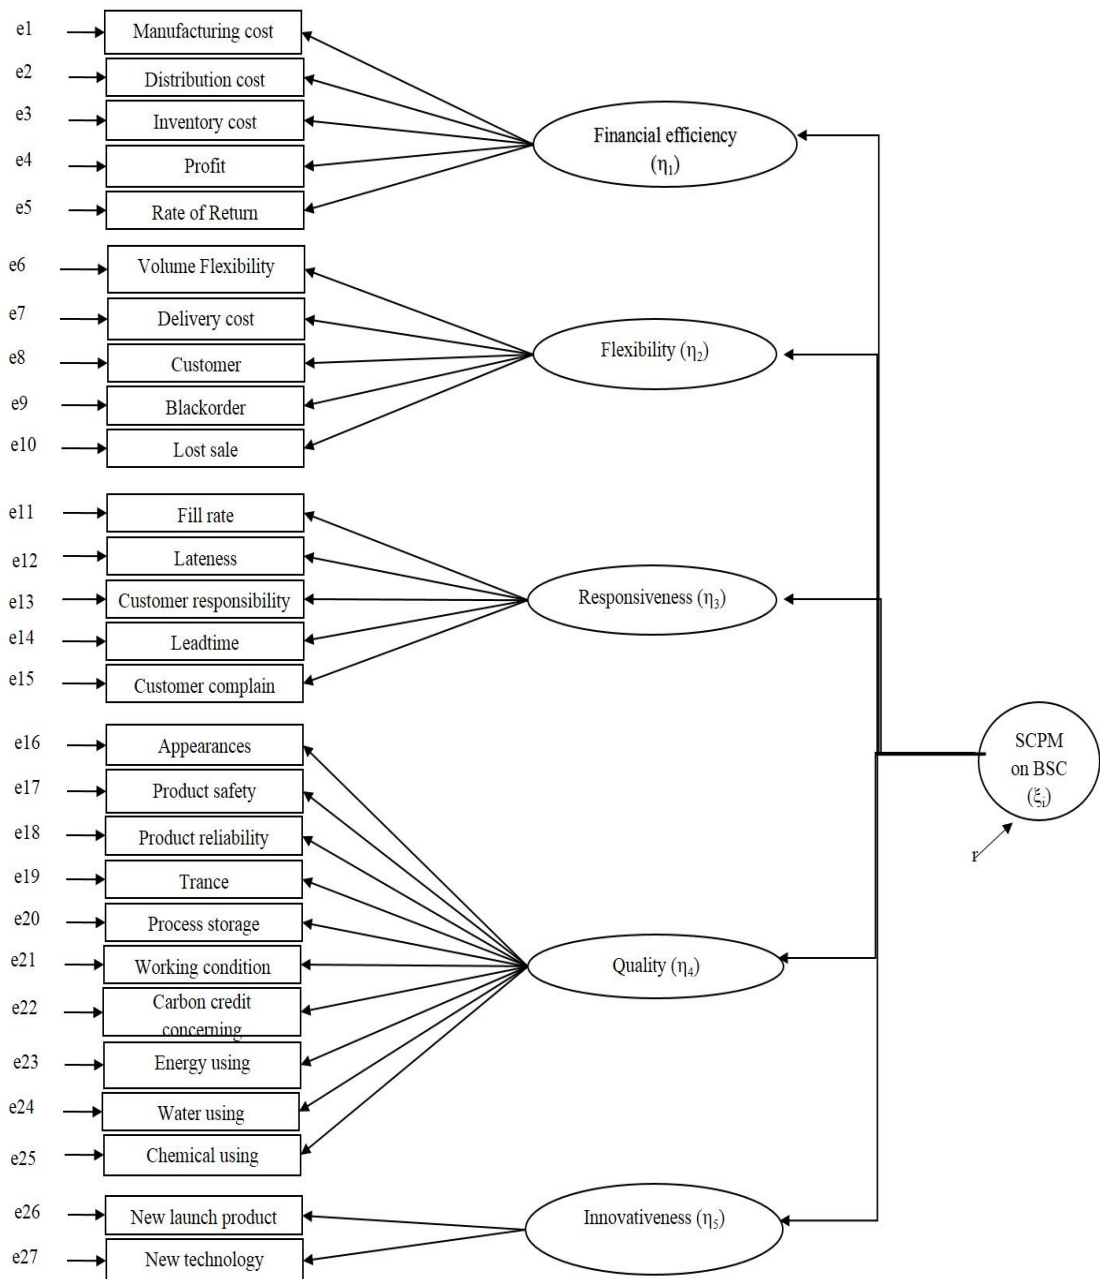 e1
Manufacturing cost
e2
Distribution cost
e3
Inventory cost
e4
Profit
e5
Rate of Return
Financial efficiency
(η₁)
e6
Volume Flexibility
e7
Delivery cost
e8
Customer
e9
Blackorder
e10
Lost sale
Flexibility (η₂)
e11
Fill rate
e12
Lateness
e13
Customer responsibility
e14
Leadtime
e15
Customer complain
Responsiveness (η₃)
e16
Appearances
e17
Product safety
e18
Product reliability
e19
Trance
e20
Process storage
e21
Working condition
e22
Carbon credit
concerning
e23
Energy using
e24
Water using
e25
Chemical using
Quality (η₄)
e26
New launch product
e27
New technology
Innovativeness (η₅)
SCPM
on BSC
(ξᵢ)
r